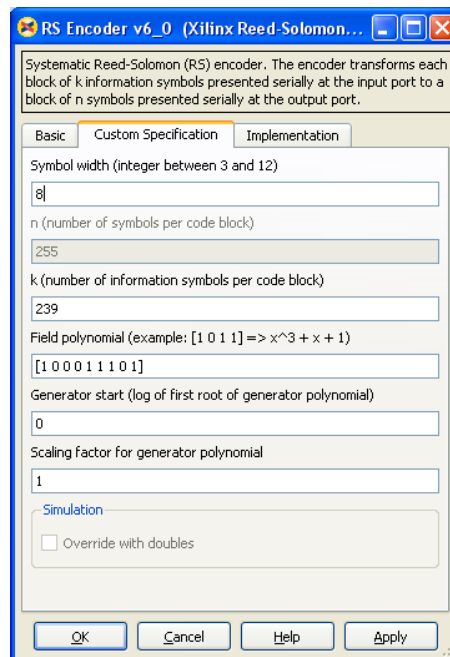 RS Encoder v6_0 (Xilinx Reed-Solomon...
Systematic Reed-Solomon (RS) encoder. The encoder transforms each
block of k information symbols presented serially at the input port to a
block of n symbols presented serially at the output port.
Basic Custom Specification Implementation
Symbol width (integer between 3 and 12)
8
n (number of symbols per code block)
255
k (number of information symbols per code block)
239
Field polynomial (example: [1 0 1 1] => x^3 + x + 1)
[1 0 0 0 1 1 1 0 1]
Generator start (log of first root of generator polynomial)
0
Scaling factor for generator polynomial
1
Simulation
Override with doubles
OK Cancel Help Apply